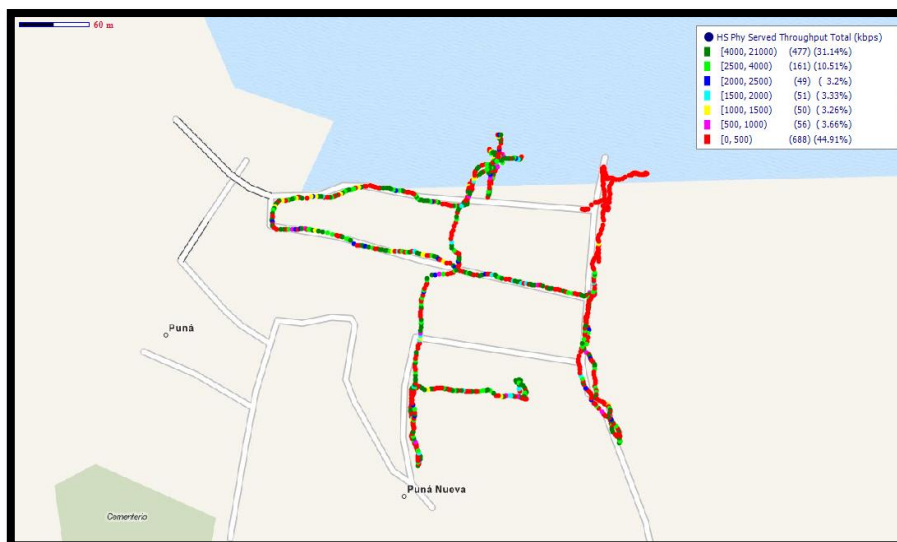 60 m
HS Phy Served Throughput Total (kbps)
[4000, 21000) (477) (31.14%)
[2500, 4000) (161) (10.51%)
[2000, 2500) (49) ( 3.2%)
[1500, 2000) (51) ( 3.33%)
[1000, 1500) (50) ( 3.26%)
[500, 1000) (56) ( 3.66%)
[0, 500) (688) (44.91%)
Puná
Puná Nueva
Cementerio